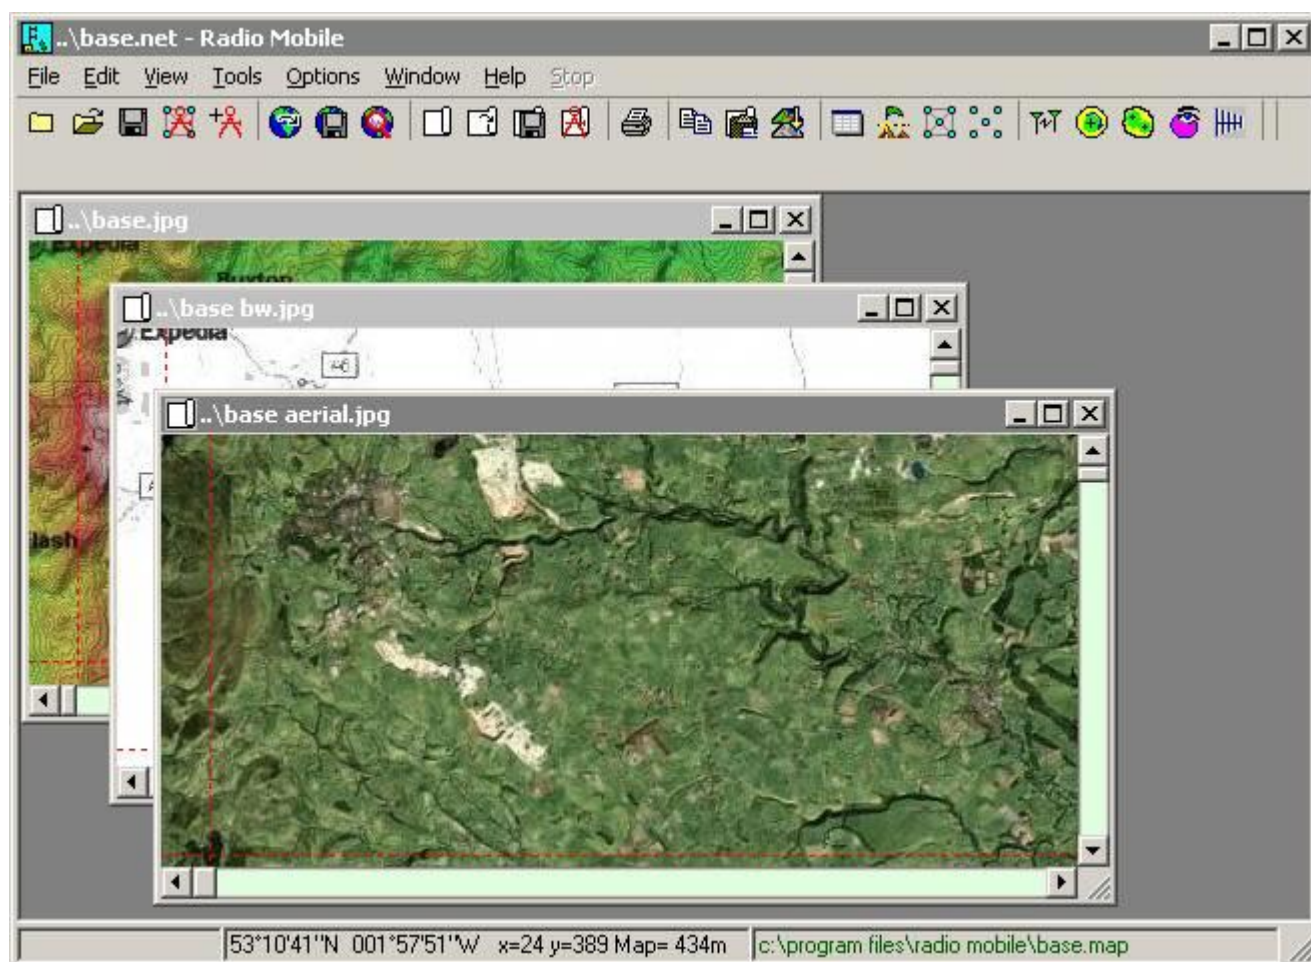 ..\base.net - Radio Mobile
File Edit View Tools Options Window Help Stop
..\base.jpg
Expedia
Buxton
..\base bw.jpg
Expedia
..\base aerial.jpg
lash
53°10'41''N 001°57'51''W x=24 y=389 Map= 434m c:\program files\radio mobile\base.map